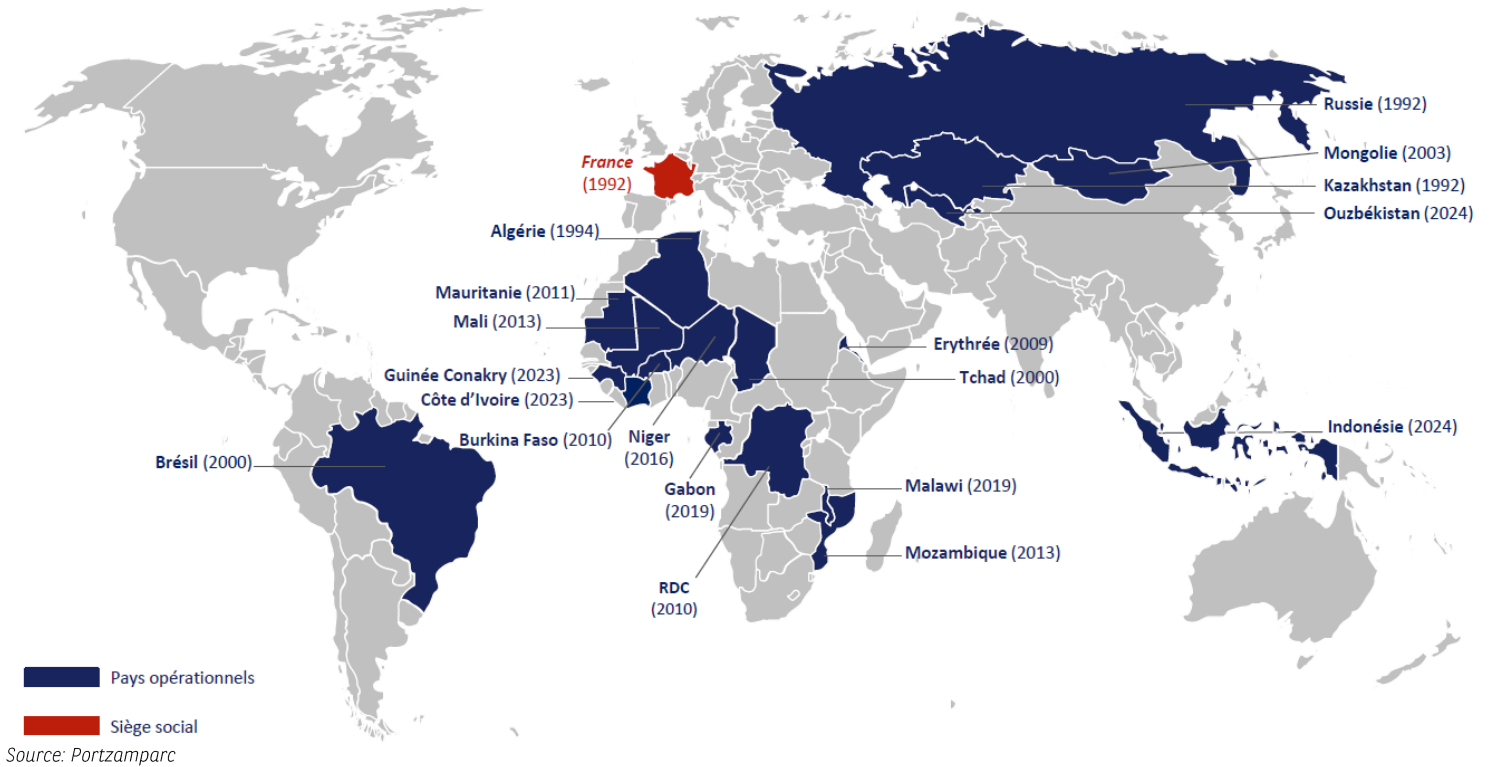 Russie (1992)
Mongolie (2003)
Kazakhstan (1992)
Ouzbékistan (2024)
France
(1992)
Algérie (1994)
Mauritanie (2011)
Mali (2013)
Erythrée (2009)
Tchad (2000)
Guinée Conakry (2023)
Côte d'Ivoire (2023)
Burkina Faso (2010)
Niger
(2016)
Indonésie (2024)
Brésil (2000)
Gabon
(2019)
Malawi (2019)
Mozambique (2013)
RDC
(2010)
Pays opérationnels
Siège social
Source: Portzamparc